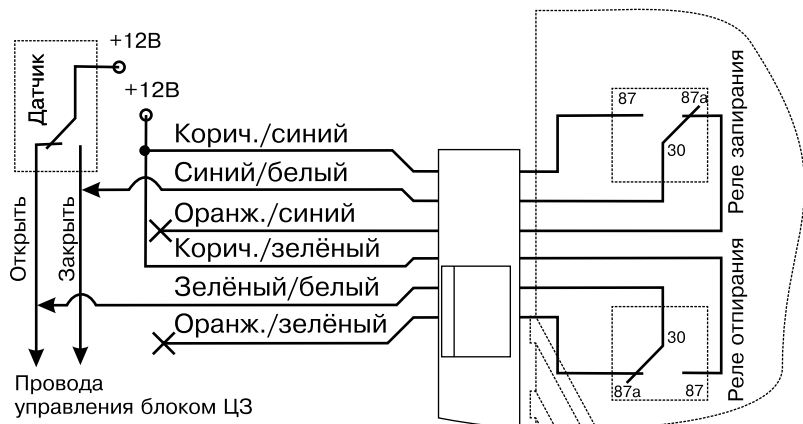 +12В
Датчик
+12В
Корич./синий
Синий/белый
Оранж./синий
Корич./зелёный
Зелёный/белый
Оранж./зелёный
Открыть
Закрыть
Провода
управления блоком ЦЗ
87
87а
30
Реле запирания
30
87а
87
Реле отпирания